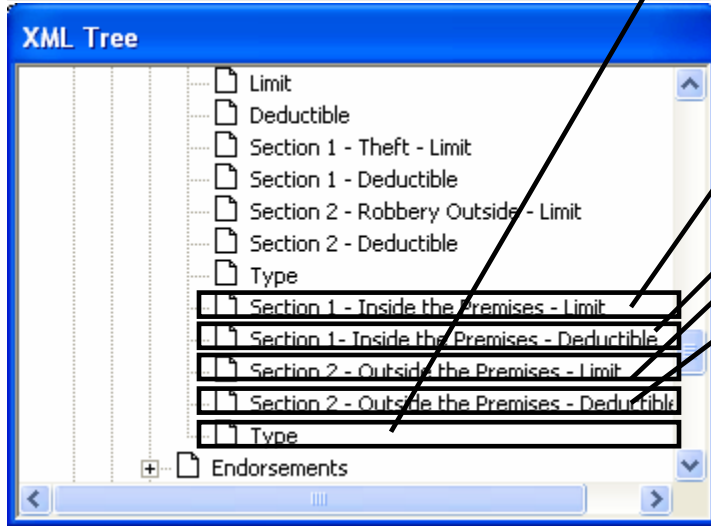 XML Tree
Limit
Deductible
Section 1 - Theft - Limit
Section 1 - Deductible
Section 2 - Robbery Outside - Limit
Section 2 - Deductible
Type
Section 1 - Inside the Premises - Limit
Section 1- Inside the Premises - Deductible
Section 2 - Outside the Premises - Limit
Section 2 - Outside the Premises - Deductible
Type
Endorsements